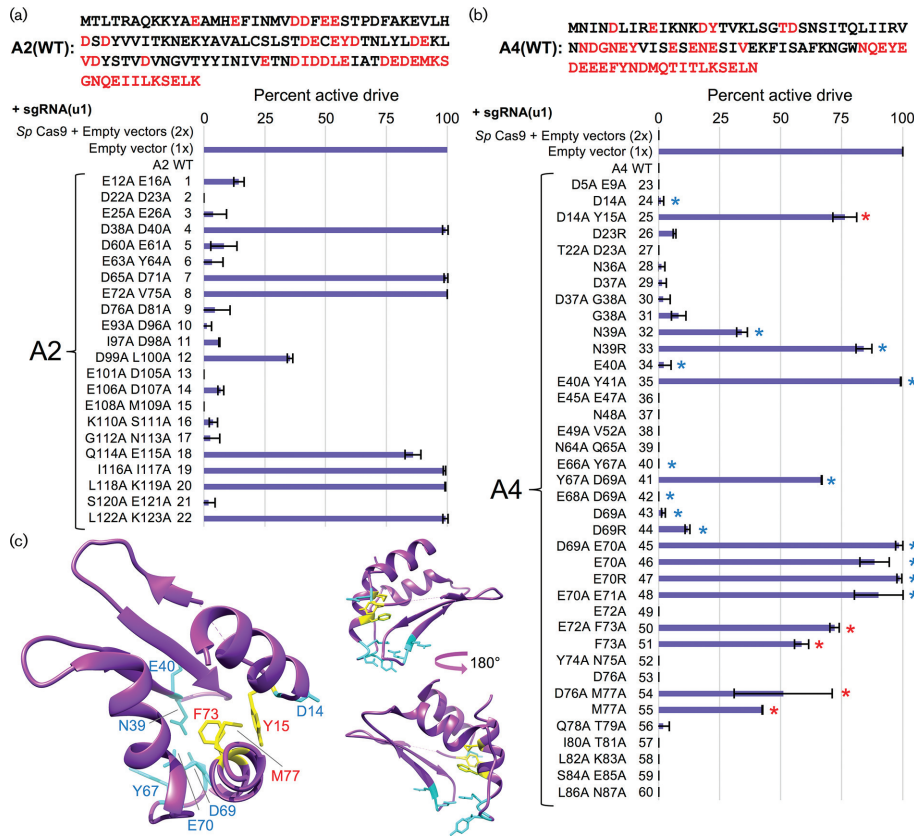 (a)
MTLTRAQKKYAEAMHEFINMVDDFEESTPDFAKEVLH
A2(WT): DSDYVVITKNEKYAVALCSLSTDECEYDTNLYLDEKL
VDYSTVDVNGVTYYINIVETNDIDDLEIATDEDEMKS
GNQEIILKSELK
+ sgRNA(u1)
Percent active drive
0 25 50 75 100
Sp Cas9 + Empty vectors (2x)
Empty vector (1x)
A2 WT
A2
E12A E16A 1
D22A D23A 2
E25A E26A 3
D38A D40A 4
D60A E61A 5
E63A Y64A 6
D65A D71A 7
E72A V75A 8
D76A D81A 9
E93A D96A 10
I97A D98A 11
D99A L100A 12
E101A D105A 13
E106A D107A 14
E108A M109A 15
K110A S111A 16
G112A N113A 17
Q114A E115A 18
I116A I117A 19
L118A K119A 20
S120A E121A 21
L122A K123A 22
(b)
MNINDLIREIKNKDYTVKLSGTDSNSITQLIIRV
A4(WT): NNDGNEYVISESENESIVEKFISAFKNGWNQEYE
DEEEFYNDMQTITLKSELN
+ sgRNA(u1)
Percent active drive
0 25 50 75 100
Sp Cas9 + Empty vectors (2x)
Empty vector (1x)
A4 WT
A4
D5A E9A 23
D14A 24 *
D14A Y15A 25 *
D23R 26
T22A D23A 27
N36A 28
D37A 29
D37A G38A 30
G38A 31
N39A 32 *
N39R 33 *
E40A 34 *
E40A Y41A 35 *
E45A E47A 36
N48A 37
E49A V52A 38
N64A Q65A 39
E66A Y67A 40 *
Y67A D69A 41 *
E68A D69A 42 *
D69A 43 *
D69R 44 *
D69A E70A 45 *
E70A 46 *
E70R 47 *
E70A E71A 48 *
E72A 49
E72A F73A 50 *
F73A 51 *
Y74A N75A 52
D76A 53
D76A M77A 54 *
M77A 55 *
Q78A T79A 56
I80A T81A 57
L82A K83A 58
S84A E85A 59
L86A N87A 60
(c)
E40
N39
F73
Y15
D14
M77
Y67
D69
E70
180°